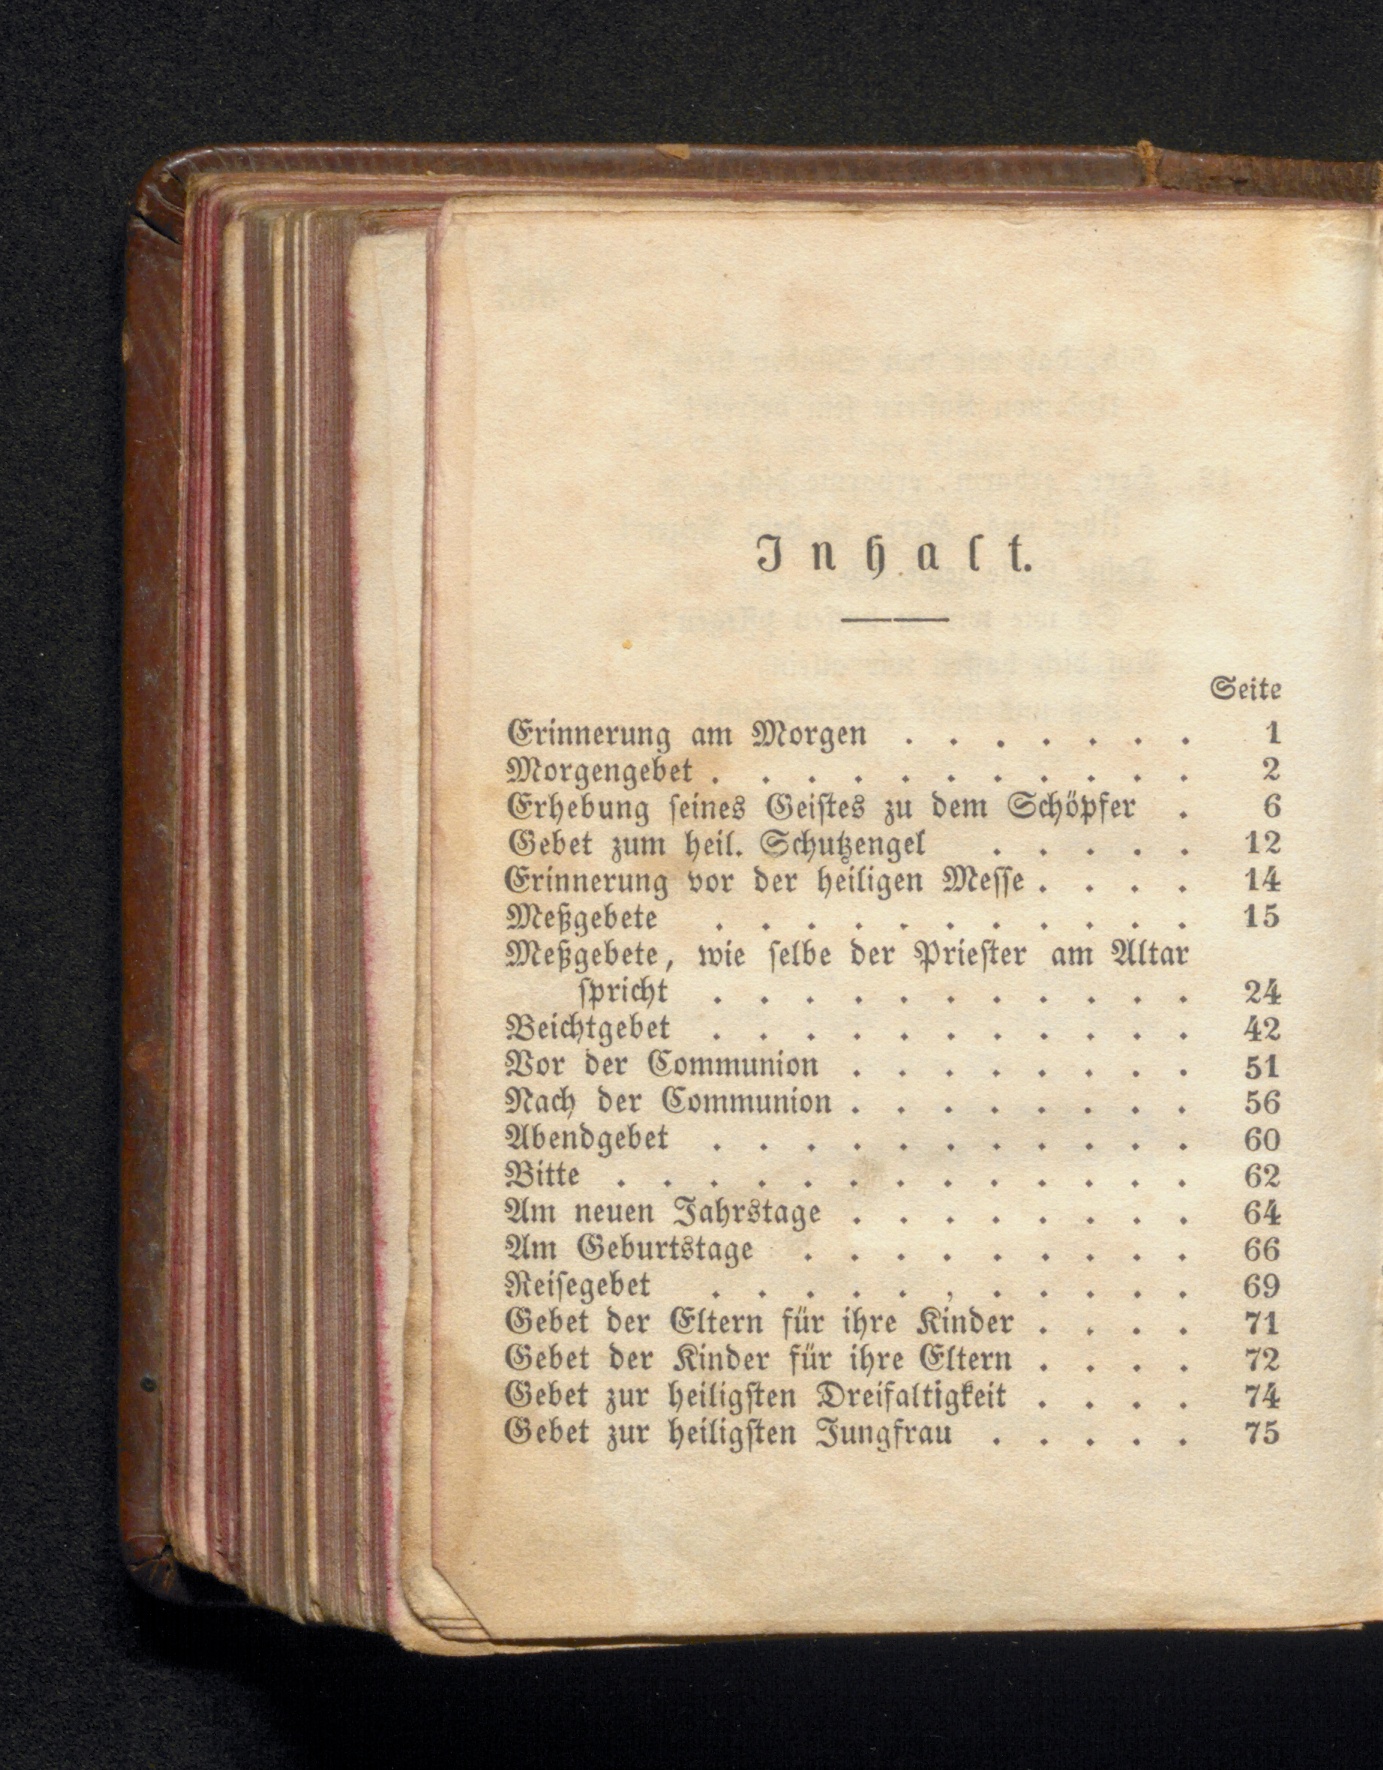 Inhalt.
Seite
Erinnerung am Morgen . . . . . . . 1
Morgengebet . . . . . . . . . . . 2
Erhebung seines Geistes zu dem Schöpfer . 6
Gebet zum heil. Schutzengel . . . . . 12
Erinnerung vor der heiligen Messe . . . . 14
Meßgebete . . . . . . . . . . . 15
Meßgebete, wie selbe der Priester am Altar
spricht . . . . . . . . . . . 24
Beichtgebet . . . . . . . . . . . 42
Vor der Communion . . . . . . . . 51
Nach der Communion . . . . . . . . 56
Abendgebet . . . . . . . . . . . 60
Bitte . . . . . . . . . . . . . 62
Am neuen Jahrstage . . . . . . . . 64
Am Geburtstage . . . . . . . . . 66
Reisegebet . . . . . , . . . . . 69
Gebet der Eltern für ihre Kinder . . . . 71
Gebet der Kinder für ihre Eltern . . . . 72
Gebet zur heiligsten Dreifaltigkeit . . . . 74
Gebet zur heiligsten Jungfrau . . . . . 75